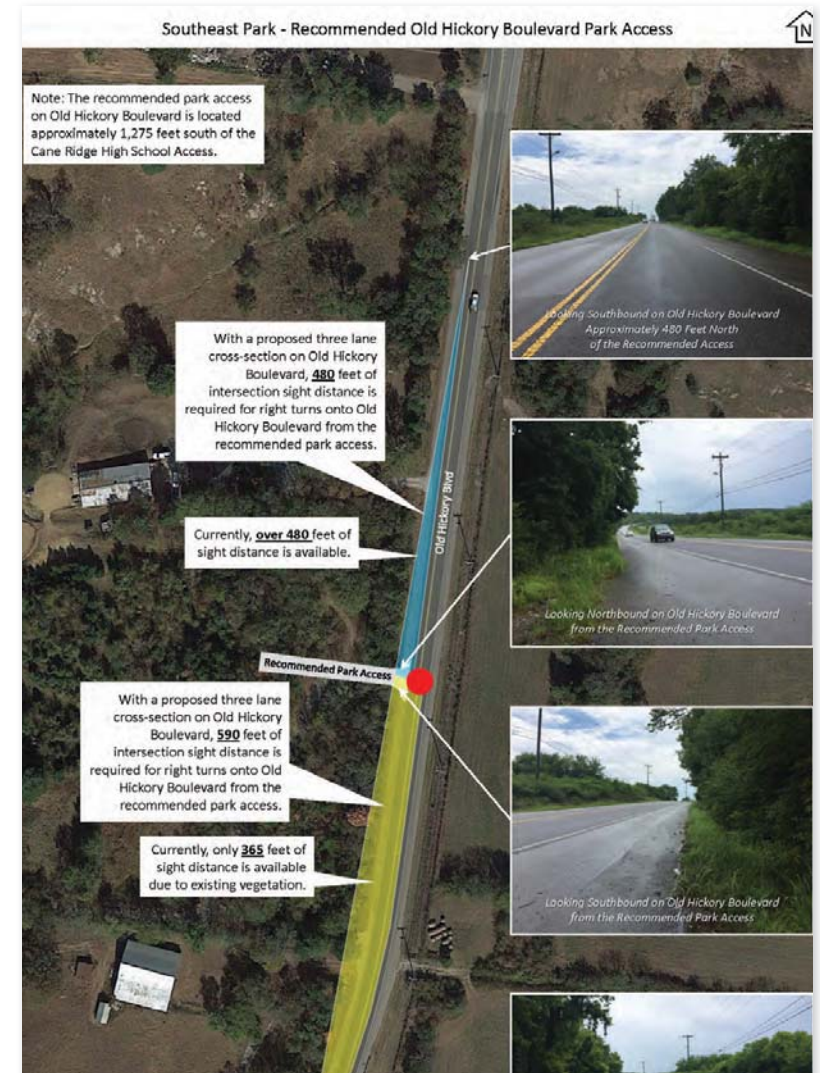 Southeast Park - Recommended Old Hickory Boulevard Park Access
N
Note: The recommended park access
on Old Hickory Boulevard is located
approximately 1,275 feet south of the
Cane Ridge High School Access.
Looking Southbound on Old Hickory Boulevard
Approximately 480 Feet North
of the Recommended Access
With a proposed three lane
cross-section on Old Hickory
Boulevard, 480 feet of
intersection sight distance is
required for right turns onto Old
Hickory Boulevard from the
recommended park access.
Old Hickory Blvd
Currently, over 480 feet of
sight distance is available.
Looking Northbound on Old Hickory Boulevard
from the Recommended Park Access
Recommended Park Access
With a proposed three lane
cross-section on Old Hickory
Boulevard, 590 feet of
intersection sight distance is
required for right turns onto Old
Hickory Boulevard from the
recommended park access.
Currently, only 365 feet of
sight distance is available
due to existing vegetation.
Looking Southbound on Old Hickory Boulevard
from the Recommended Park Access